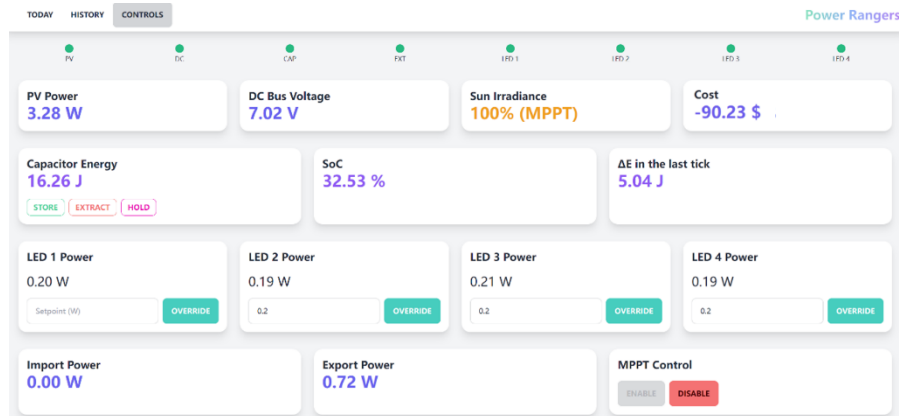 TODAY HISTORY CONTROLS Power Rangers
PV DC CAP EXT LED 1 LED 2 LED 3 LED 4
PV Power DC Bus Voltage Sun Irradiance Cost
3.28 W 7.02 V 100% (MPPT) -90.23 $
Capacitor Energy SoC ΔE in the last tick
16.26 J 32.53 % 5.04 J
STORE EXTRACT HOLD
LED 1 Power LED 2 Power LED 3 Power LED 4 Power
0.20 W 0.19 W 0.21 W 0.19 W
Setpoint (W) OVERRIDE 0.2 OVERRIDE 0.2 OVERRIDE 0.2 OVERRIDE
Import Power Export Power MPPT Control
0.00 W 0.72 W
ENABLE DISABLE